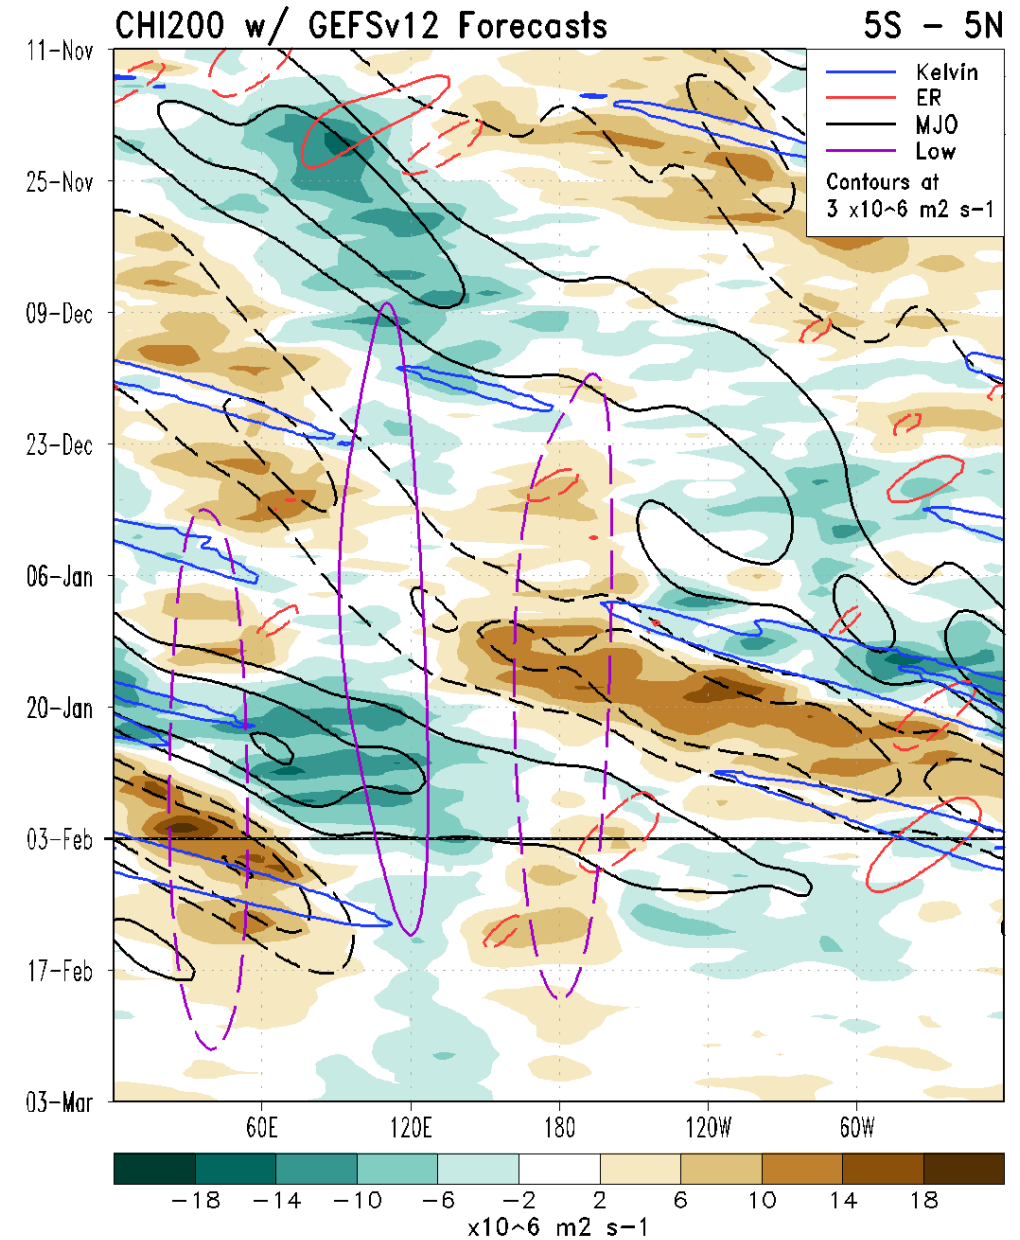 CHI200 w/ GEFSv12 Forecasts 5S - 5N
11-Nov
25-Nov
09-Dec
23-Dec
06-Jan
20-Jan
03-Feb
17-Feb
03-Mar
Kelvin
ER
MJO
Low
Contours at
3 x10^6 m2 s-1
60E 120E 180 120W 60W
-18 -14 -10 -6 -2 2 6 10 14 18
x10^6 m2 s-1